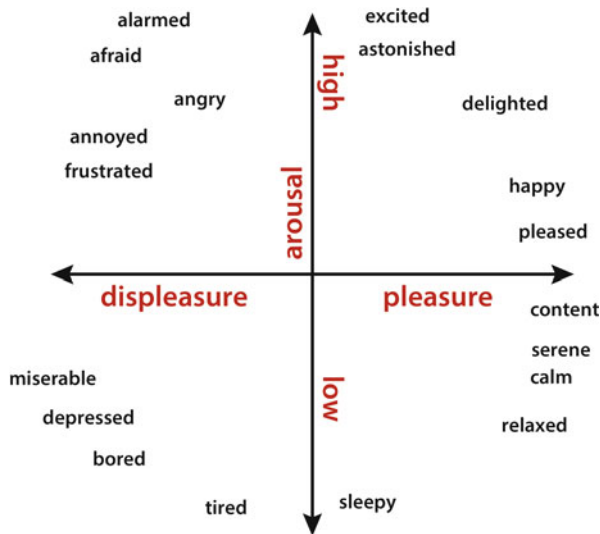 alarmed
excited
afraid
astonished
high
angry
delighted
annoyed
frustrated
arousal
happy
pleased
displeasure
pleasure
content
serene
miserable
calm
low
depressed
relaxed
bored
tired
sleepy